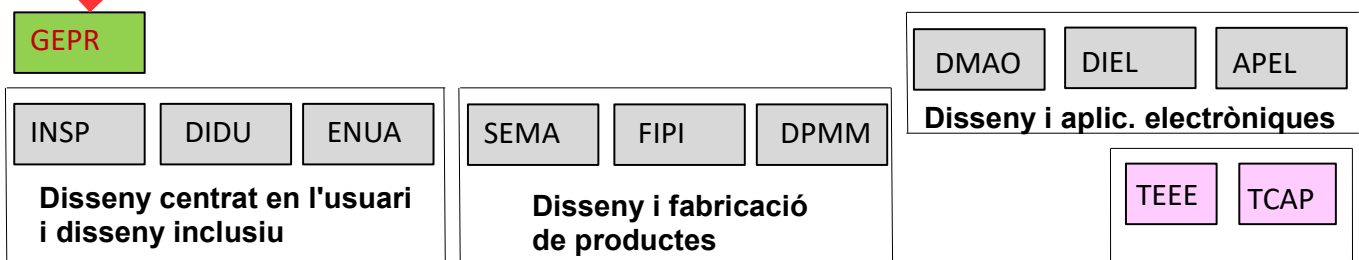 GEPR
DMAO DIEL APEL
Disseny i aplic. electròniques
INSP DIDU ENUA
Disseny centrat en l'usuari
i disseny inclusiu
SEMA FIPI DPMM
Disseny i fabricació
de productes
TEEE TCAP